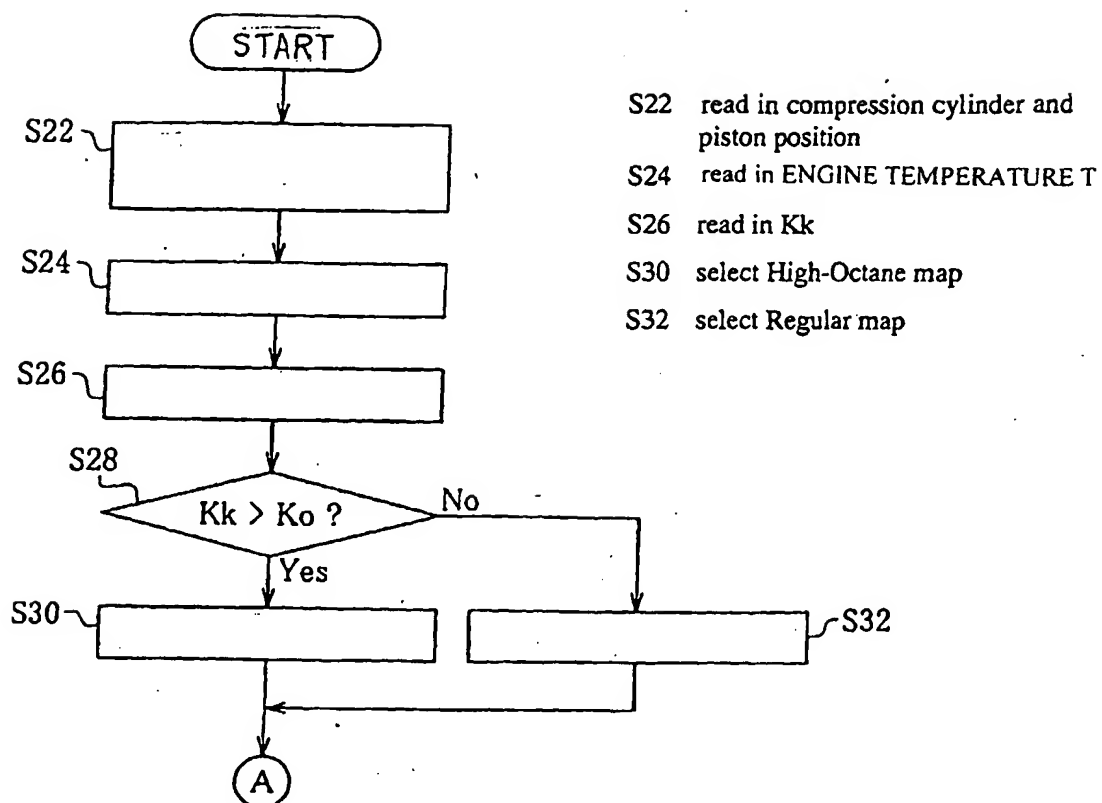 START
S22
S24
S26
S28
Kk > Ko ?
No
Yes
S30
S32
A
S22 read in compression cylinder and
piston position
S24 read in ENGINE TEMPERATURE T
S26 read in Kk
S30 select High-Octane map
S32 select Regular map